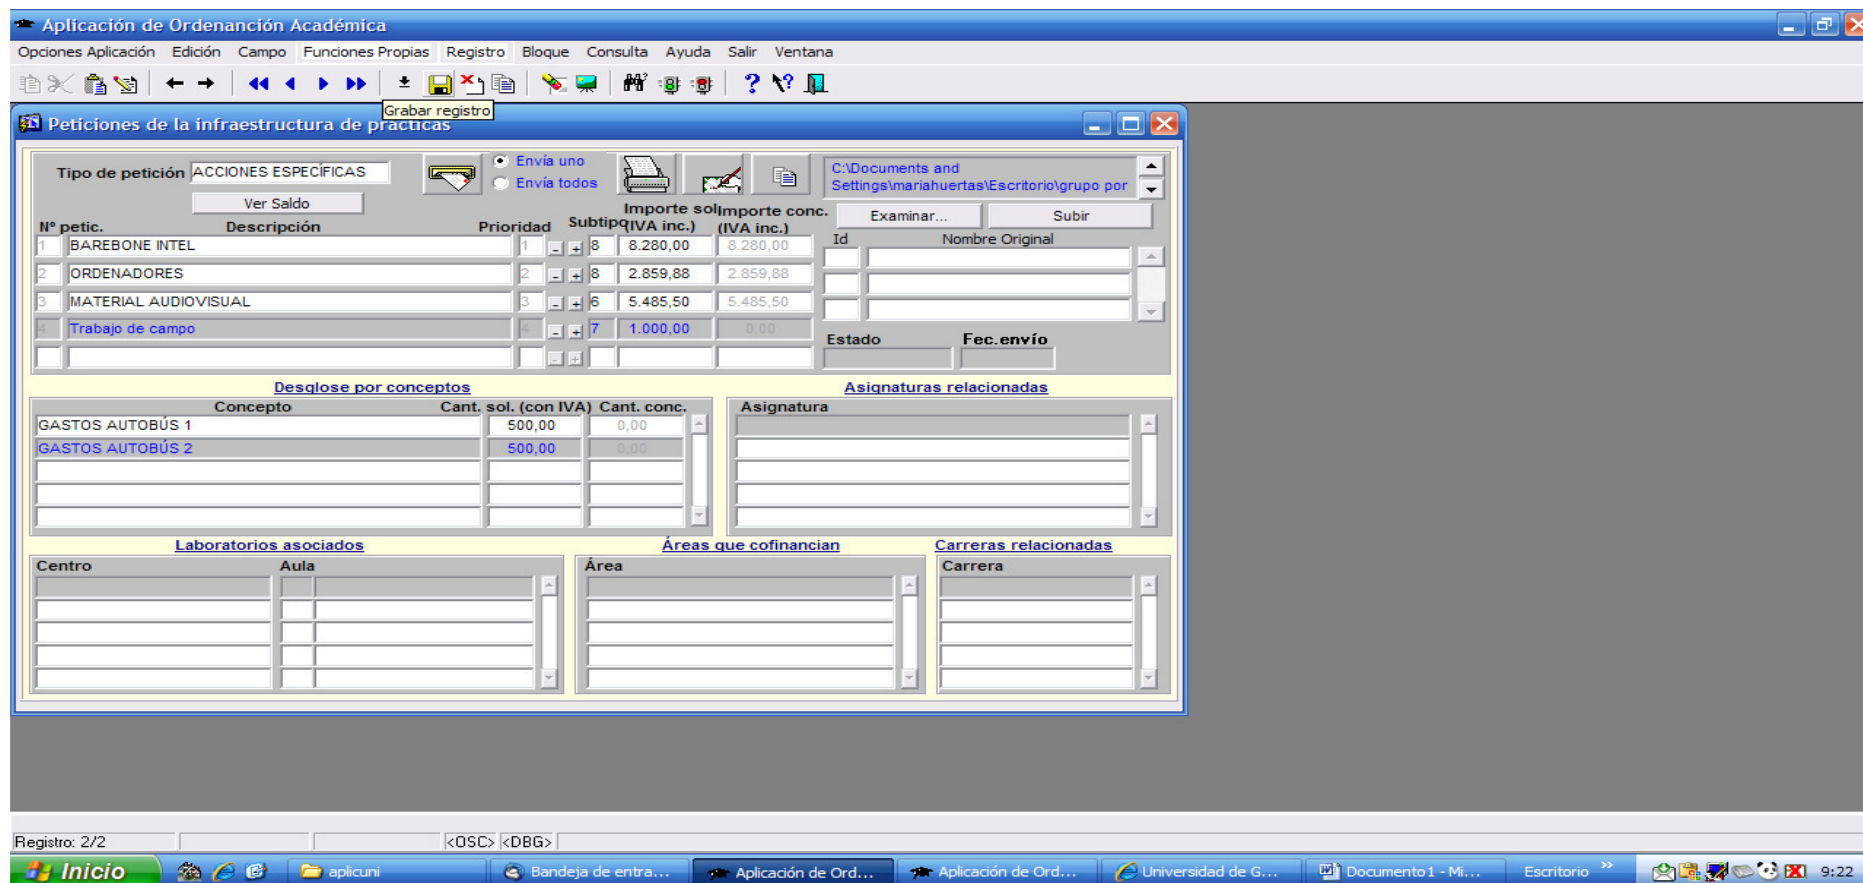 Aplicación de Ordenanción Académica
Opciones Aplicación Edición Campo Funciones Propias Registro Bloque Consulta Ayuda Salir Ventana
Grabar registro
Peticiones de la infraestructura de prácticas
Tipo de petición ACCIONES ESPECÍFICAS
Envía uno
Envía todos
C:\Documents and
Settings\mariahuertas\Escritorio\grupo por
Ver Saldo
Examinar... Subir
Nº petic. Descripción Prioridad Subtipo Importe sol (IVA inc.) Importe conc. (IVA inc.)
Id Nombre Original
1 BAREBONE INTEL 1 - + 8 8.280,00 8.280,00
2 ORDENADORES 2 - + 8 2.859,88 2.859,88
3 MATERIAL AUDIOVISUAL 3 - + 6 5.485,50 5.485,50
4 Trabajo de campo 4 - + 7 1.000,00 0,00
- +
Estado Fec.envío
Desglose por conceptos
Asignaturas relacionadas
Concepto Cant. sol. (con IVA) Cant. conc.
Asignatura
GASTOS AUTOBÚS 1 500,00 0,00
GASTOS AUTOBÚS 2 500,00 0,00
Laboratorios asociados
Áreas que cofinancian
Carreras relacionadas
Centro Aula
Área
Carrera
Registro: 2/2 <OSC> <DBG>
Inicio aplicuni Bandeja de entra... Aplicación de Ord... Aplicación de Ord... Universidad de G... Documento1 - Mi... Escritorio » 9:22